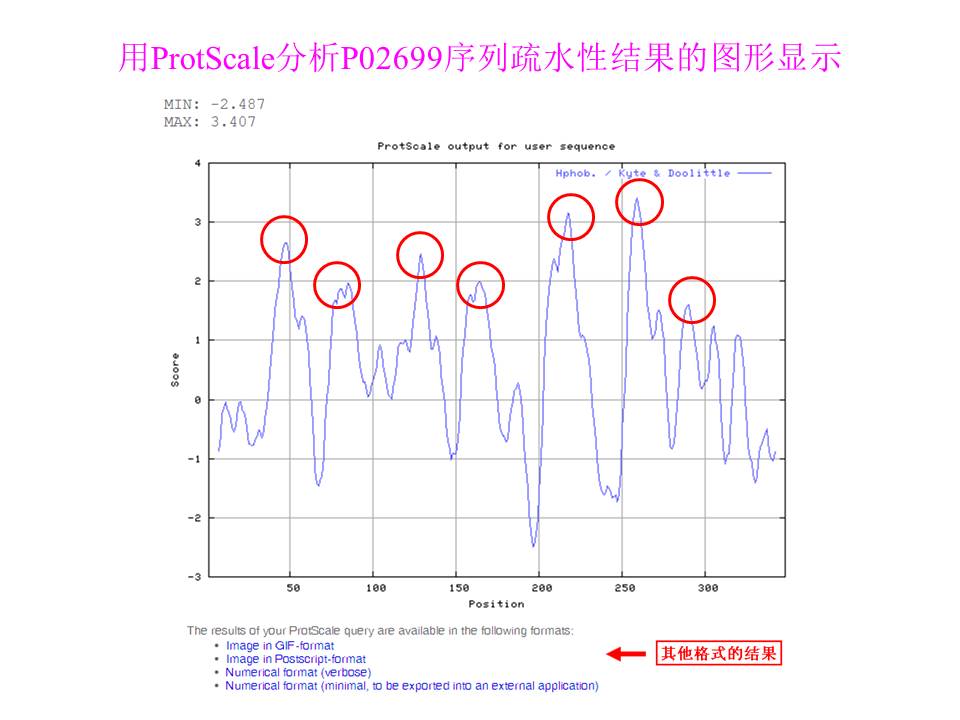 用ProtScale分析P02699序列疏水性结果的图形显示
MIN: -2.487
MAX: 3.407
ProtScale output for user sequence
Hphob. / Kyte & Doolittle
4
3
2
1
0
-1
-2
-3
Score
50 100 150 200 250 300
Position
The results of your ProtScale query are available in the following formats:
• Image in GIF-format
• Image in Postscript-format
• Numerical format (verbose)
• Numerical format (minimal, to be exported into an external application)
其他格式的结果